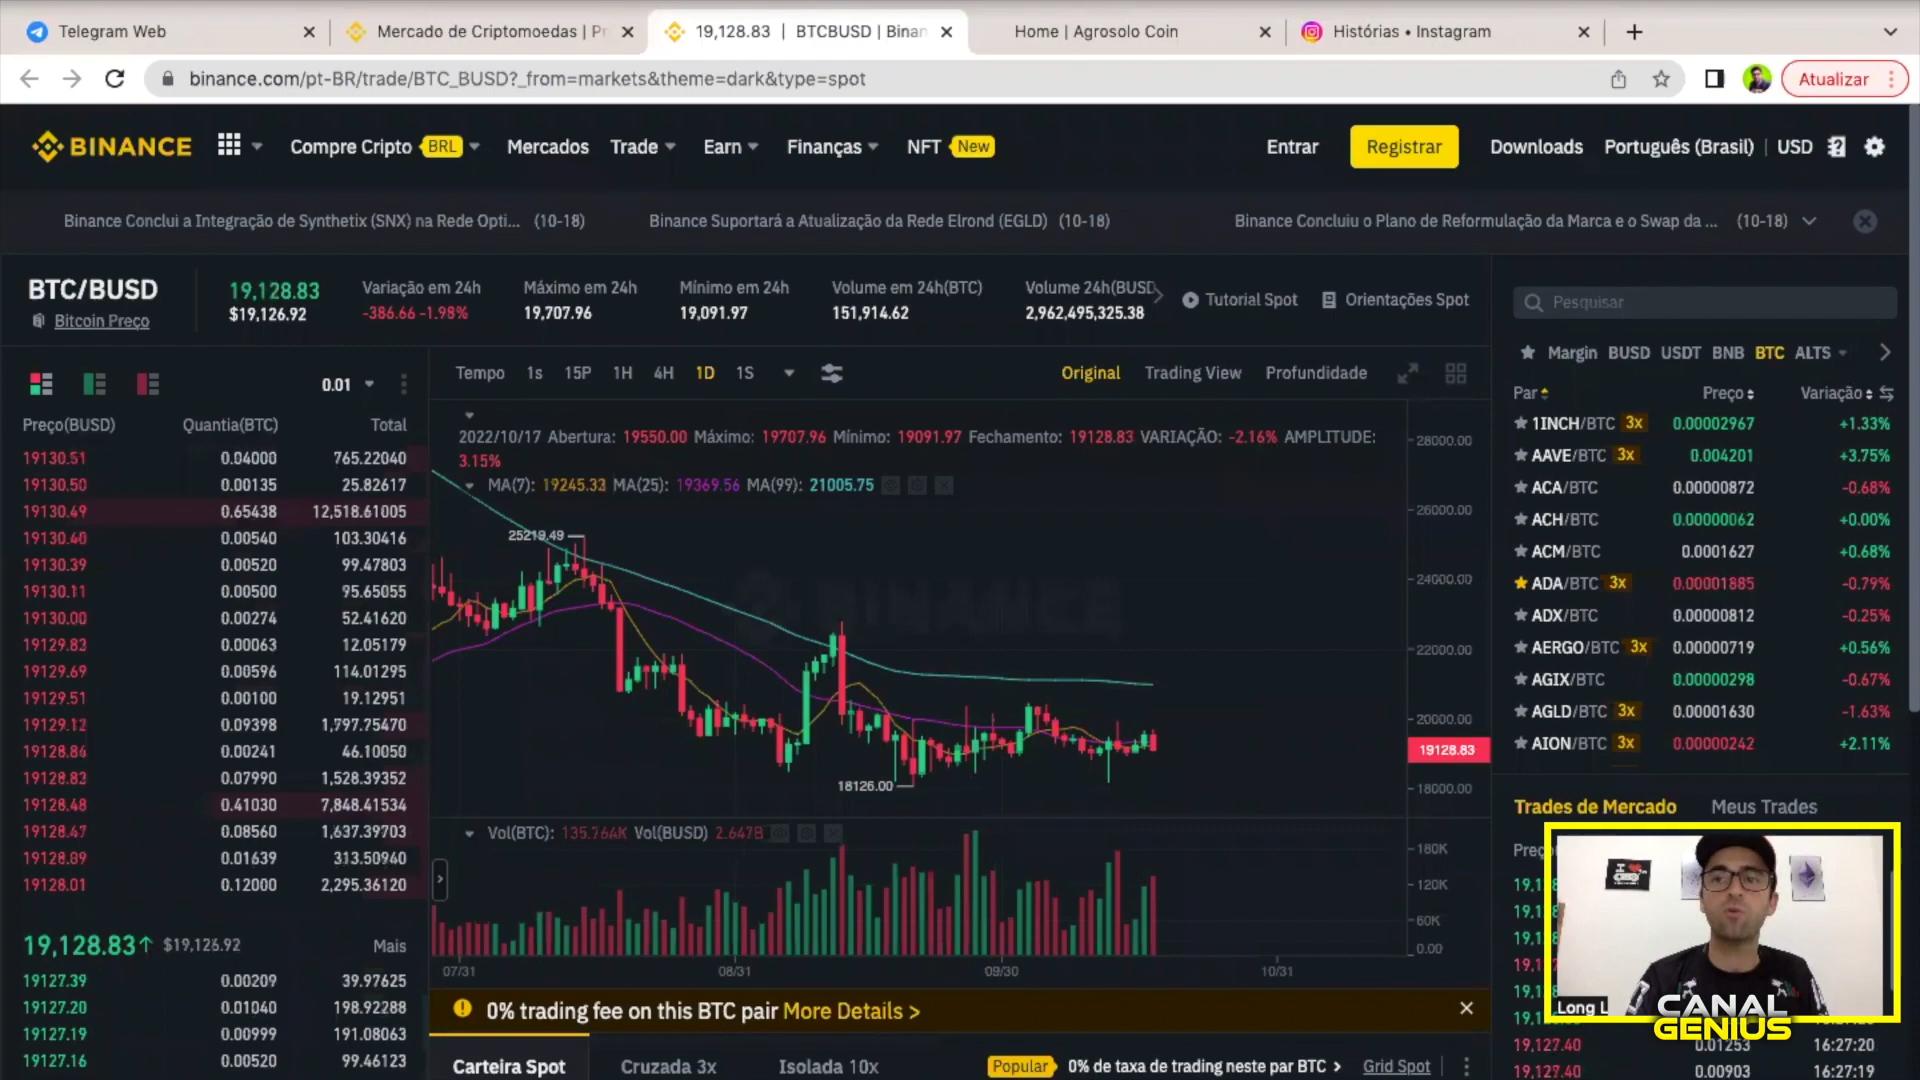 Telegram Web
Mercado de Criptomoedas | Pr
19,128.83 | BTCBUSD | Binan
Home | Agrosolo Coin
Histórias • Instagram
binance.com/pt-BR/trade/BTC_BUSD?_from=markets&theme=dark&type=spot
Atualizar
BINANCE
Compre Cripto BRL
Mercados
Trade
Earn
Finanças
NFT New
Entrar
Registrar
Downloads
Português (Brasil)
USD
Binance Conclui a Integração de Synthetix (SNX) na Rede Opti... (10-18)
Binance Suportará a Atualização da Rede Elrond (EGLD) (10-18)
Binance Concluiu o Plano de Reformulação da Marca e o Swap da ... (10-18)
BTC/BUSD
Bitcoin Preço
19,128.83
$19,126.92
Variação em 24h
-386.66 -1.98%
Máximo em 24h
19,707.96
Mínimo em 24h
19,091.97
Volume em 24h(BTC)
151,914.62
Volume 24h(BUSD
2,962,495,325.38
Tutorial Spot
Orientações Spot
0.01
Preço(BUSD) Quantia(BTC) Total
19130.51 0.04000 765.22040
19130.50 0.00135 25.82617
19130.49 0.65438 12,518.61005
19130.40 0.00540 103.30416
19130.39 0.00520 99.47803
19130.11 0.00500 95.65055
19130.00 0.00274 52.41620
19129.83 0.00063 12.05179
19129.69 0.00596 114.01295
19129.51 0.00100 19.12951
19129.12 0.09398 1,797.75470
19128.86 0.00241 46.10050
19128.83 0.07990 1,528.39352
19128.48 0.41030 7,848.41534
19128.47 0.08560 1,637.39703
19128.09 0.01639 313.50940
19128.01 0.12000 2,295.36120
19,128.83↑ $19,126.92 Mais
19127.39 0.00209 39.97625
19127.20 0.01040 198.92288
19127.19 0.00999 191.08063
19127.16 0.00520 99.46123
Tempo 1s 15P 1H 4H 1D 1S
Original Trading View Profundidade
2022/10/17 Abertura: 19550.00 Máximo: 19707.96 Mínimo: 19091.97 Fechamento: 19128.83 VARIAÇÃO: -2.16% AMPLITUDE:
3.15%
MA(7): 19245.33 MA(25): 19369.56 MA(99): 21005.75
25219.49
18126.00
BINANCE
28000.00
26000.00
24000.00
22000.00
20000.00
19128.83
18000.00
Vol(BTC): 135.764K Vol(BUSD) 2.647B
180K
120K
60K
0.00
07/31 08/31 09/30 10/31
0% trading fee on this BTC pair More Details >
Carteira Spot Cruzada 3x Isolada 10x
Popular 0% de taxa de trading neste par BTC > Grid Spot
Pesquisar
Margin BUSD USDT BNB BTC ALTS
Par Preço Variação
1INCH/BTC 3x 0.00002967 +1.33%
AAVE/BTC 3x 0.004201 +3.75%
ACA/BTC 0.00000872 -0.68%
ACH/BTC 0.00000062 +0.00%
ACM/BTC 0.0001627 +0.68%
ADA/BTC 3x 0.00001885 -0.79%
ADX/BTC 0.00000812 -0.25%
AERGO/BTC 3x 0.00000719 +0.56%
AGIX/BTC 0.00000298 -0.67%
AGLD/BTC 3x 0.00001630 -1.63%
AION/BTC 3x 0.00000242 +2.11%
Trades de Mercado Meus Trades
Long L
CANAL
GENIUS
19,127.40 0.01253 16:27:20
19,127.40 0.00903 16:27:19